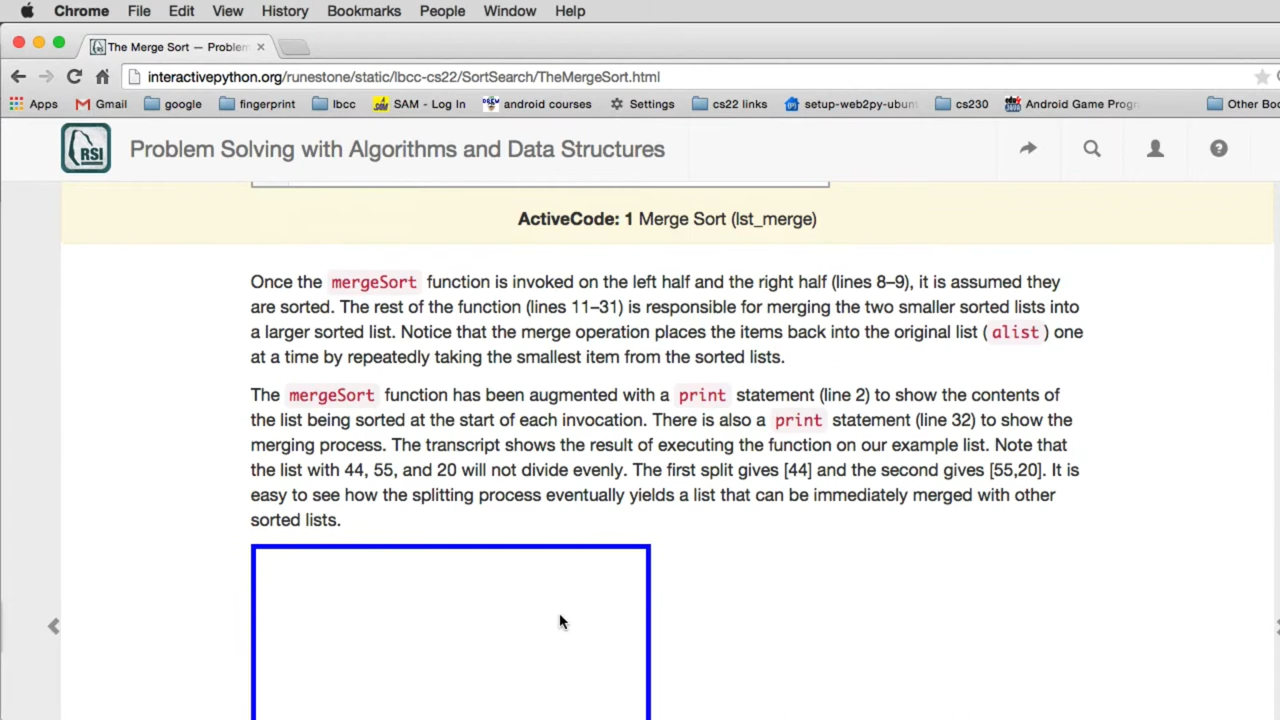 Chrome File Edit View History Bookmarks People Window Help
The Merge Sort — Problem
interactivepython.org/runestone/static/lbcc-cs22/SortSearch/TheMergeSort.html
Apps Gmail google fingerprint lbcc SAM - Log In android courses Settings cs22 links setup-web2py-ubun cs230 Android Game Progr Other Boo
RSI Problem Solving with Algorithms and Data Structures
ActiveCode: 1 Merge Sort (lst_merge)
Once the mergeSort function is invoked on the left half and the right half (lines 8–9), it is assumed they
are sorted. The rest of the function (lines 11–31) is responsible for merging the two smaller sorted lists into
a larger sorted list. Notice that the merge operation places the items back into the original list ( alist ) one
at a time by repeatedly taking the smallest item from the sorted lists.
The mergeSort function has been augmented with a print statement (line 2) to show the contents of
the list being sorted at the start of each invocation. There is also a print statement (line 32) to show the
merging process. The transcript shows the result of executing the function on our example list. Note that
the list with 44, 55, and 20 will not divide evenly. The first split gives [44] and the second gives [55,20]. It is
easy to see how the splitting process eventually yields a list that can be immediately merged with other
sorted lists.